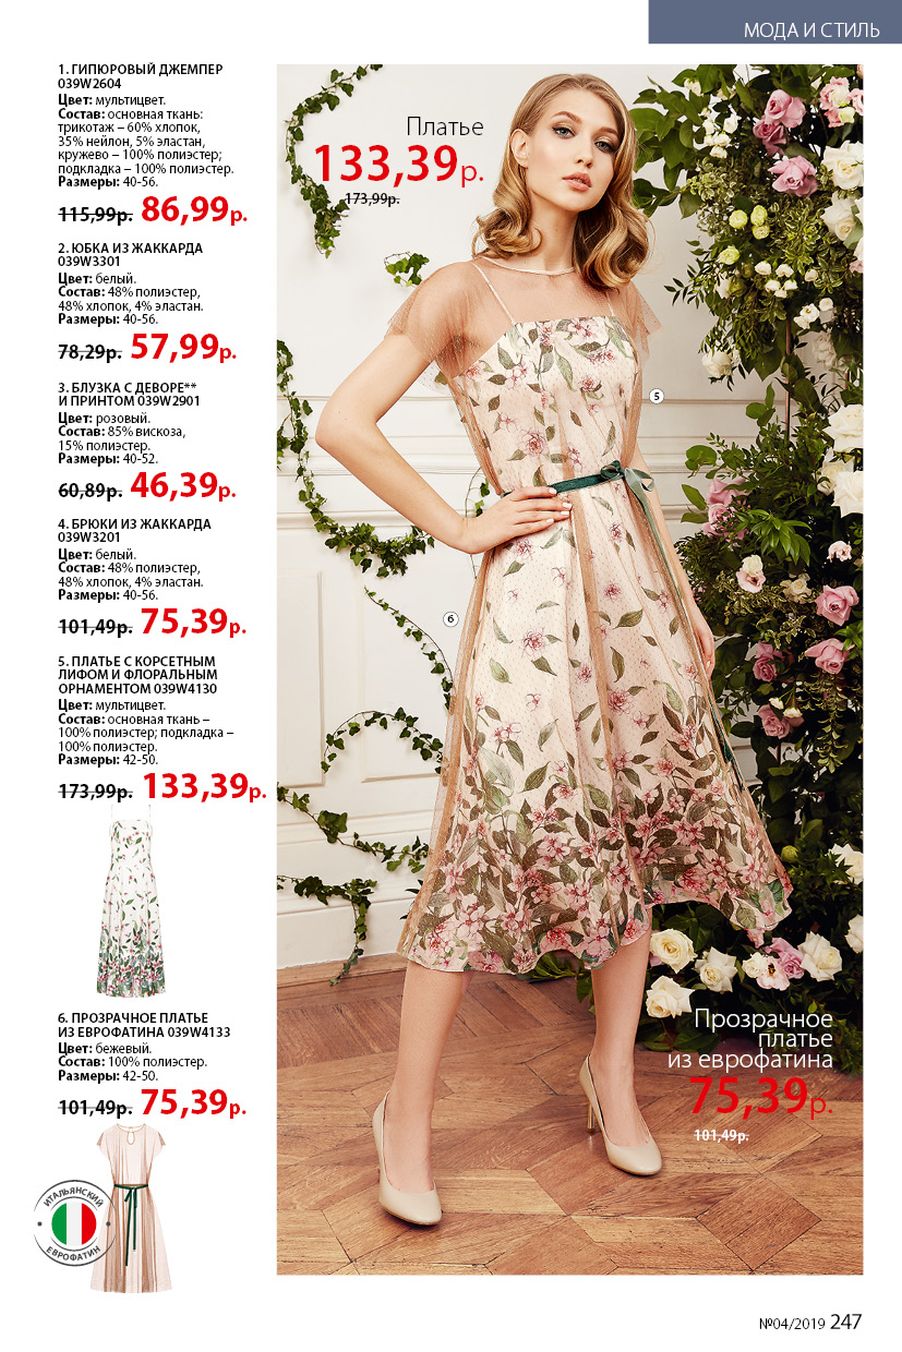 МОДА И СТИЛЬ
1. ГИПЮРОВЫЙ ДЖЕМПЕР
039W2604
Цвет: мультицвет.
Состав: основная ткань:
трикотаж – 60% хлопок,
35% нейлон, 5% эластан,
кружево – 100% полиэстер;
подкладка – 100% полиэстер.
Размеры: 40-56.
115,99р. 86,99р.
2. ЮБКА ИЗ ЖАККАРДА
039W3301
Цвет: белый.
Состав: 48% полиэстер,
48% хлопок, 4% эластан.
Размеры: 40-56.
78,29р. 57,99р.
3. БЛУЗКА С ДЕВОРЕ**
И ПРИНТОМ 039W2901
Цвет: розовый.
Состав: 85% вискоза,
15% полиэстер.
Размеры: 40-52.
60,89р. 46,39р.
4. БРЮКИ ИЗ ЖАККАРДА
039W3201
Цвет: белый.
Состав: 48% полиэстер,
48% хлопок, 4% эластан.
Размеры: 40-56.
101,49р. 75,39р.
5. ПЛАТЬЕ С КОРСЕТНЫМ
ЛИФОМ И ФЛОРАЛЬНЫМ
ОРНАМЕНТОМ 039W4130
Цвет: мультицвет.
Состав: основная ткань –
100% полиэстер; подкладка –
100% полиэстер.
Размеры: 42-50.
173,99р. 133,39р.
6. ПРОЗРАЧНОЕ ПЛАТЬЕ
ИЗ ЕВРОФАТИНА 039W4133
Цвет: бежевый.
Состав: 100% полиэстер.
Размеры: 42-50.
101,49р. 75,39р.
ИТАЛЬЯНСКИЙ
ЕВРОФАТИН
Платье
133,39р.
173,99р.
5
6
Прозрачное
платье
из еврофатина
75,39р.
101,49р.
№04/2019 247